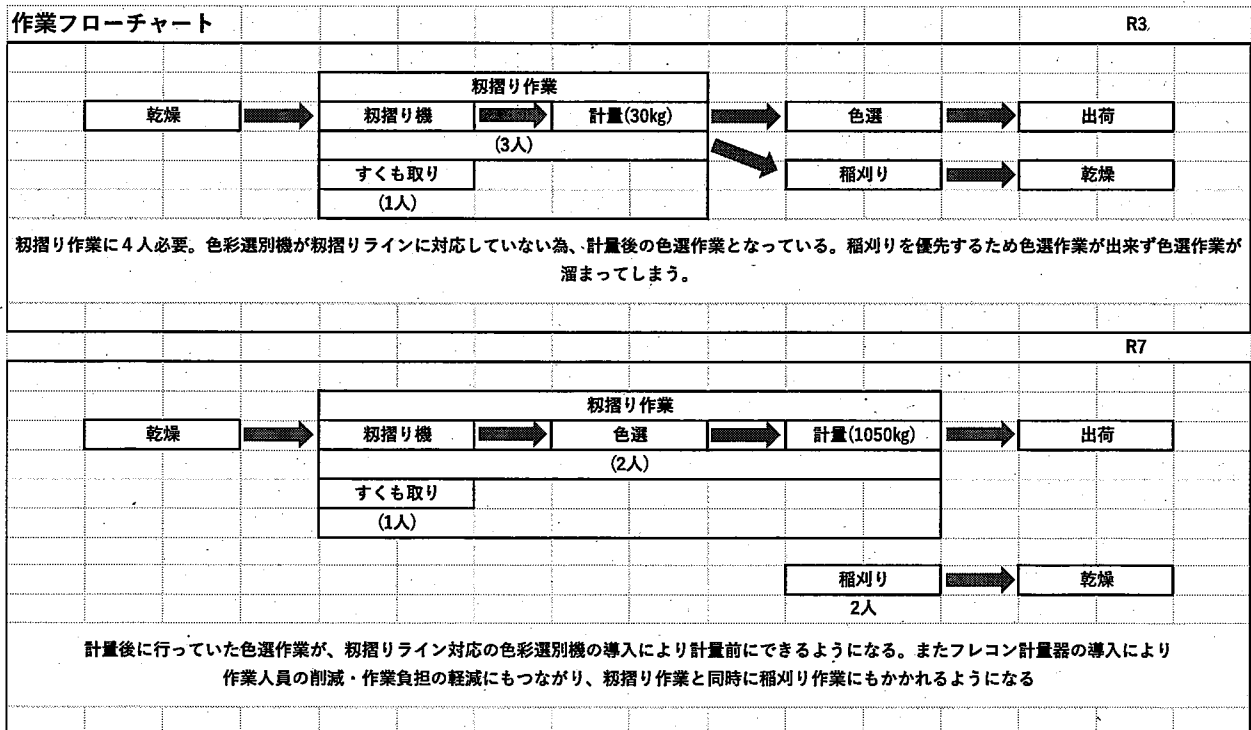 作業フローチャート
R3
籾摺り作業
乾燥
籾摺り機
計量(30kg)
色選
出荷
(3人)
すくも取り
稲刈り
乾燥
(1人)
籾摺り作業に４人必要。色彩選別機が籾摺りラインに対応していない為、計量後の色選作業となっている。稲刈りを優先するため色選作業が出来ず色選作業が
溜まってしまう。
R7
籾摺り作業
乾燥
籾摺り機
色選
計量(1050kg)
出荷
(2人)
すくも取り
(1人)
稲刈り
乾燥
2人
計量後に行っていた色選作業が、籾摺りライン対応の色彩選別機の導入により計量前にできるようになる。またフレコン計量器の導入により
作業人員の削減・作業負担の軽減にもつながり、籾摺り作業と同時に稲刈り作業にもかかれるようになる